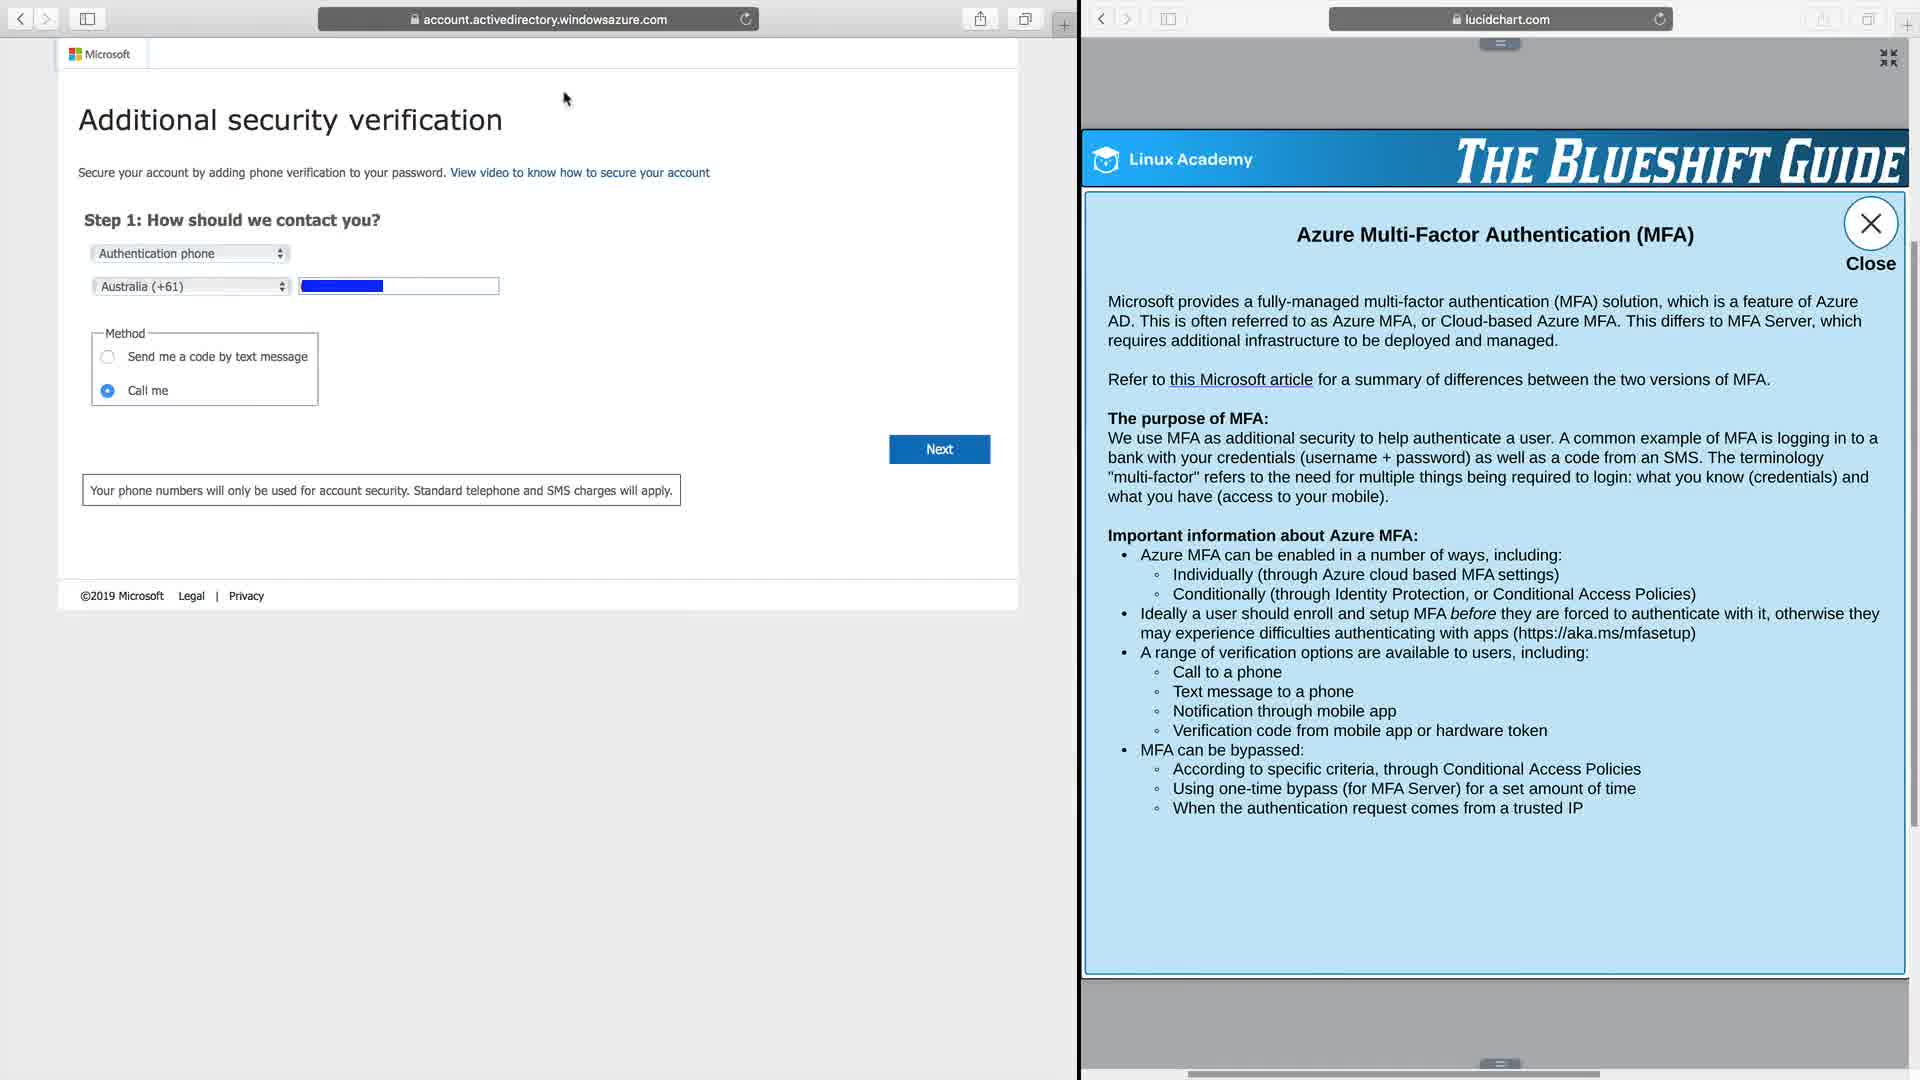 account.activedirectory.windowsazure.com
Microsoft
Additional security verification
Secure your account by adding phone verification to your password. View video to know how to secure your account
Step 1: How should we contact you?
Authentication phone
Australia (+61)
Method
Send me a code by text message
Call me
Next
Your phone numbers will only be used for account security. Standard telephone and SMS charges will apply.
©2019 Microsoft Legal | Privacy
lucidchart.com
Linux Academy
THE BLUESHIFT GUIDE
Azure Multi-Factor Authentication (MFA)
Close
Microsoft provides a fully-managed multi-factor authentication (MFA) solution, which is a feature of Azure
AD. This is often referred to as Azure MFA, or Cloud-based Azure MFA. This differs to MFA Server, which
requires additional infrastructure to be deployed and managed.
Refer to this Microsoft article for a summary of differences between the two versions of MFA.
The purpose of MFA:
We use MFA as additional security to help authenticate a user. A common example of MFA is logging in to a
bank with your credentials (username + password) as well as a code from an SMS. The terminology
"multi-factor" refers to the need for multiple things being required to login: what you know (credentials) and
what you have (access to your mobile).
Important information about Azure MFA:
• Azure MFA can be enabled in a number of ways, including:
◦ Individually (through Azure cloud based MFA settings)
◦ Conditionally (through Identity Protection, or Conditional Access Policies)
• Ideally a user should enroll and setup MFA before they are forced to authenticate with it, otherwise they
may experience difficulties authenticating with apps (https://aka.ms/mfasetup)
• A range of verification options are available to users, including:
◦ Call to a phone
◦ Text message to a phone
◦ Notification through mobile app
◦ Verification code from mobile app or hardware token
• MFA can be bypassed:
◦ According to specific criteria, through Conditional Access Policies
◦ Using one-time bypass (for MFA Server) for a set amount of time
◦ When the authentication request comes from a trusted IP